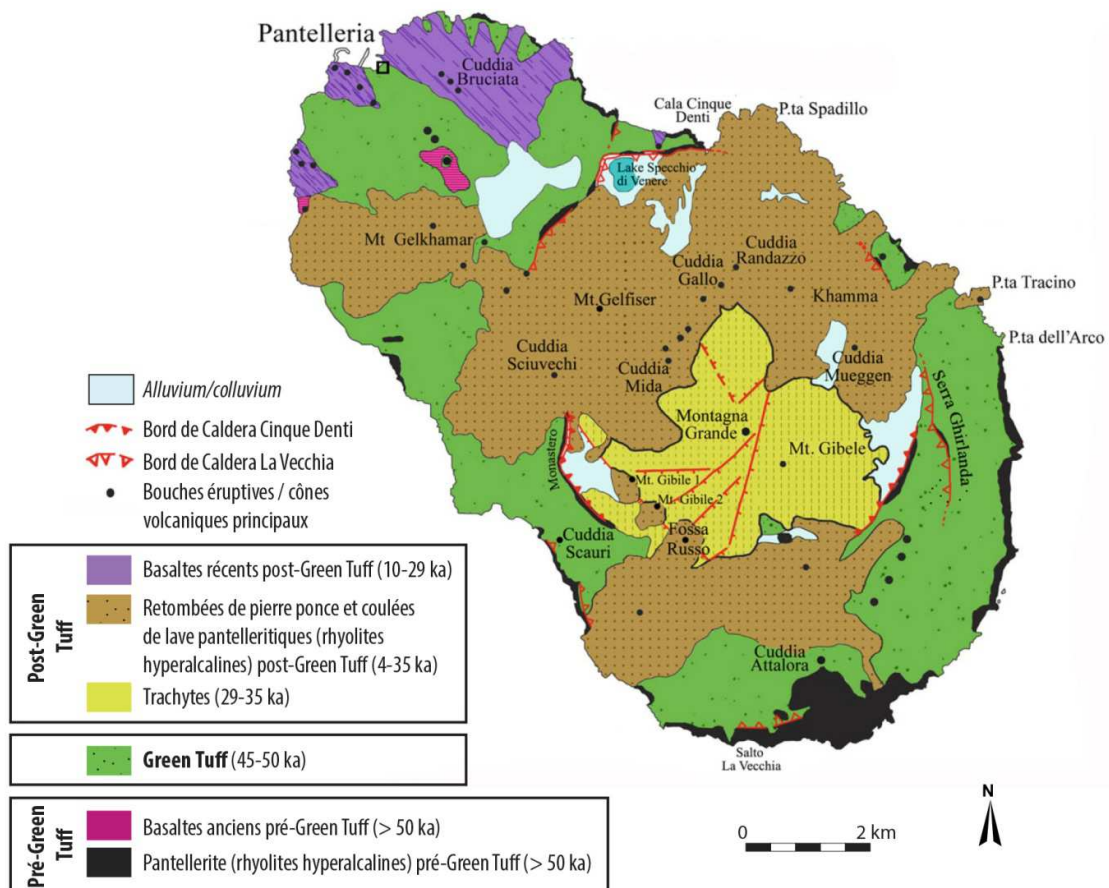 Pantelleria
Cuddia
Bruciata
Cala Cinque
Denti
P.ta Spadillo
Lake Specchio
di Venere
Mt Gelkhamar
Cuddia
Randazzo
Cuddia
Gallo
Mt.Gelfiser
Khamma
P.ta Tracino
P.ta dell'Arco
Cuddia
Sciuvechi
Cuddia
Mida
Cuddia
Mueggen
Serra Ghirlanda
Montagna
Grande
Mt. Gibele
Monastero
Mt. Gibile 1
Mt. Gibile 2
Fossa
Russo
Cuddia
Scauri
Cuddia
Attalora
Salto
La Vecchia
Alluvium/colluvium
Bord de Caldera Cinque Denti
Bord de Caldera La Vecchia
Bouches éruptives / cônes
volcaniques principaux
Post-Green
Tuff
Basaltes récents post-Green Tuff (10-29 ka)
Retombées de pierre ponce et coulées
de lave pantelleritiques (rhyolites
hyperalcalines) post-Green Tuff (4-35 ka)
Trachytes (29-35 ka)
Green Tuff (45-50 ka)
Pré-Green
Tuff
Basaltes anciens pré-Green Tuff (> 50 ka)
Pantellerite (rhyolites hyperalcalines) pré-Green Tuff (> 50 ka)
N
0 2 km